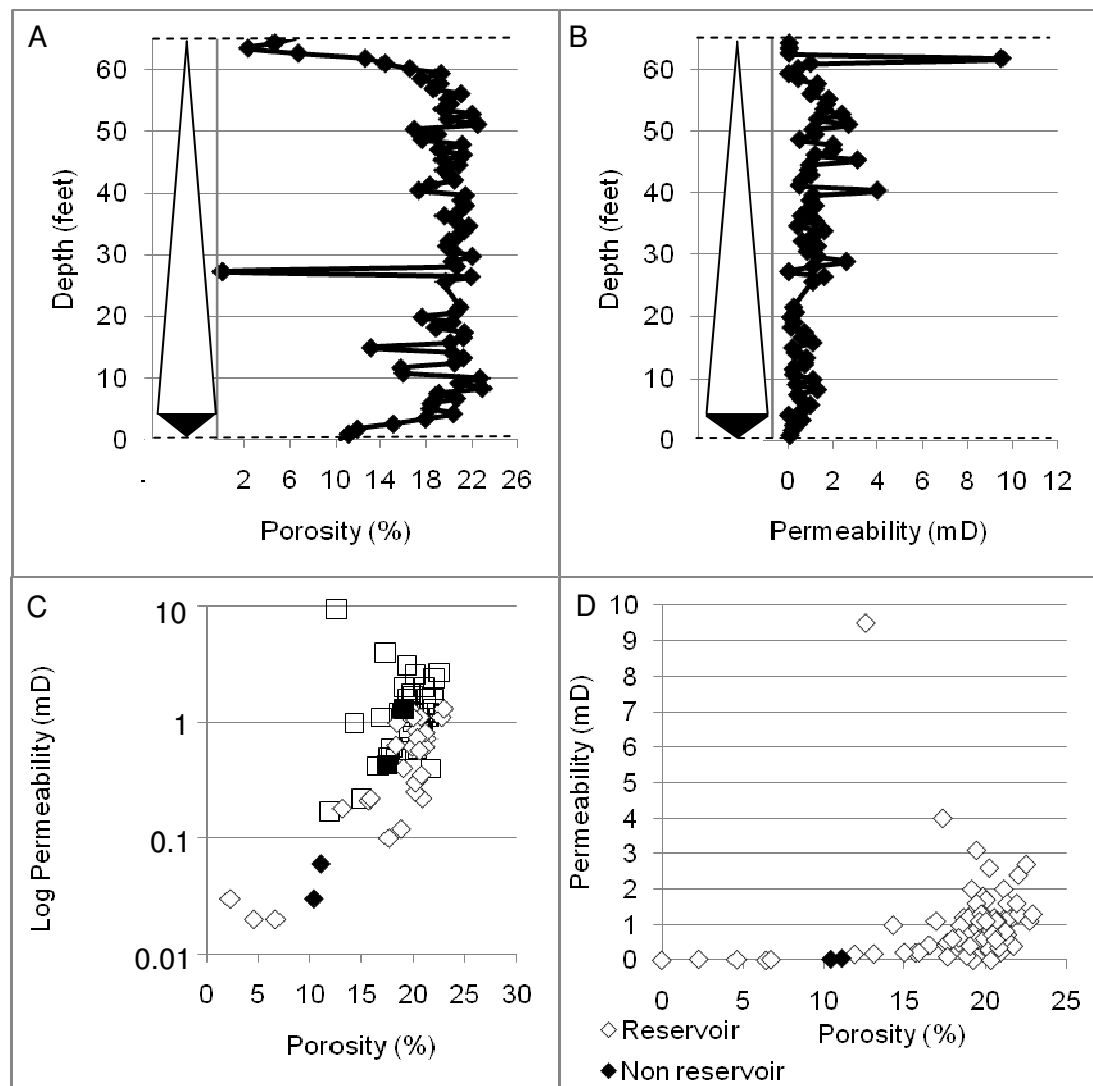 A
60
50
40
30
20
10
0
Depth (feet)
-
2 6 10 14 18 22 26
Porosity (%)
B
60
50
40
30
20
10
0
Depth (feet)
0 2 4 6 8 10 12
Permeability (mD)
C
10
1
0.1
0.01
Log Permeability (mD)
0 5 10 15 20 25 30
Porosity (%)
D
10
9
8
7
6
5
4
3
2
1
0
Permeability (mD)
0 5 10 15 20 25
Reservoir
Porosity (%)
Non reservoir